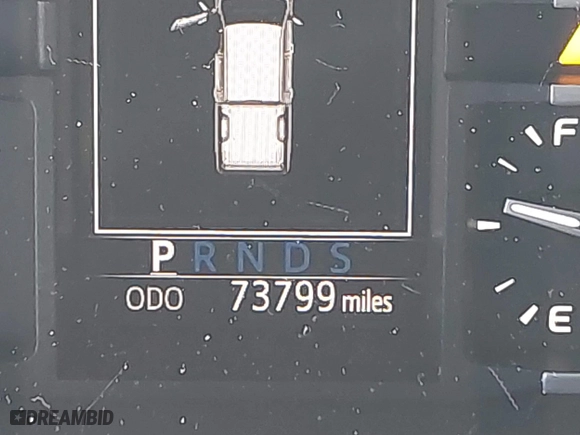 F
P R N D S
ODO 73799 miles
E
DREAMBID